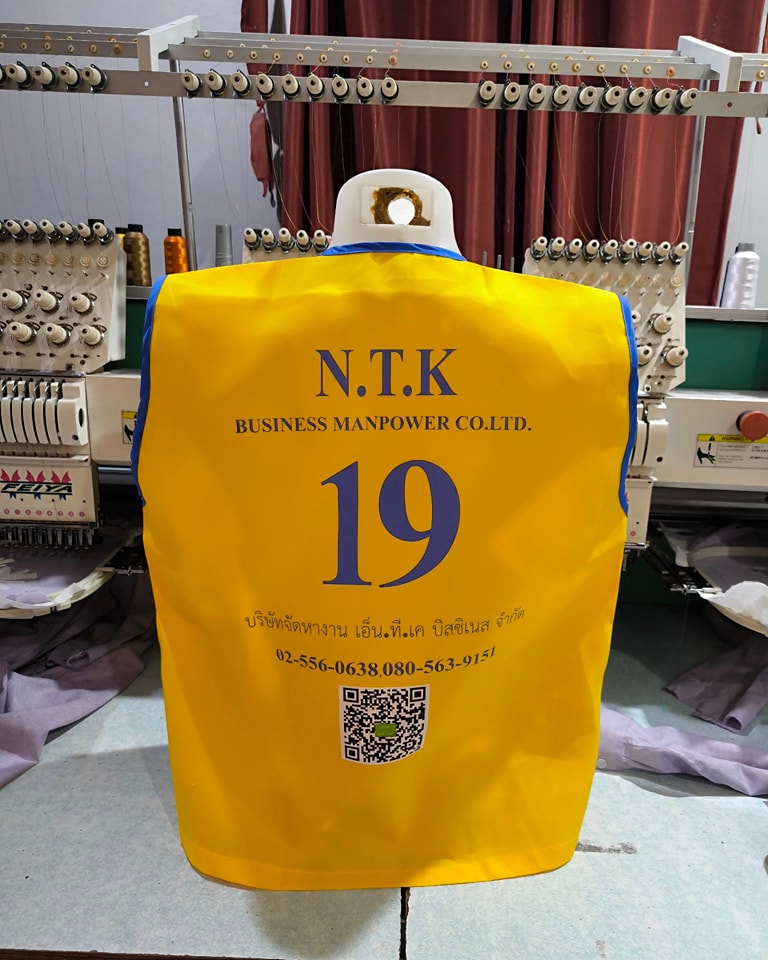 N.T.K
BUSINESS MANPOWER CO.LTD.
19
บริษัทจัดหางาน เอ็น.ที.เค บิสซิเนส จำกัด
02-556-0638,080-563-9151
FEIYA
WARNING